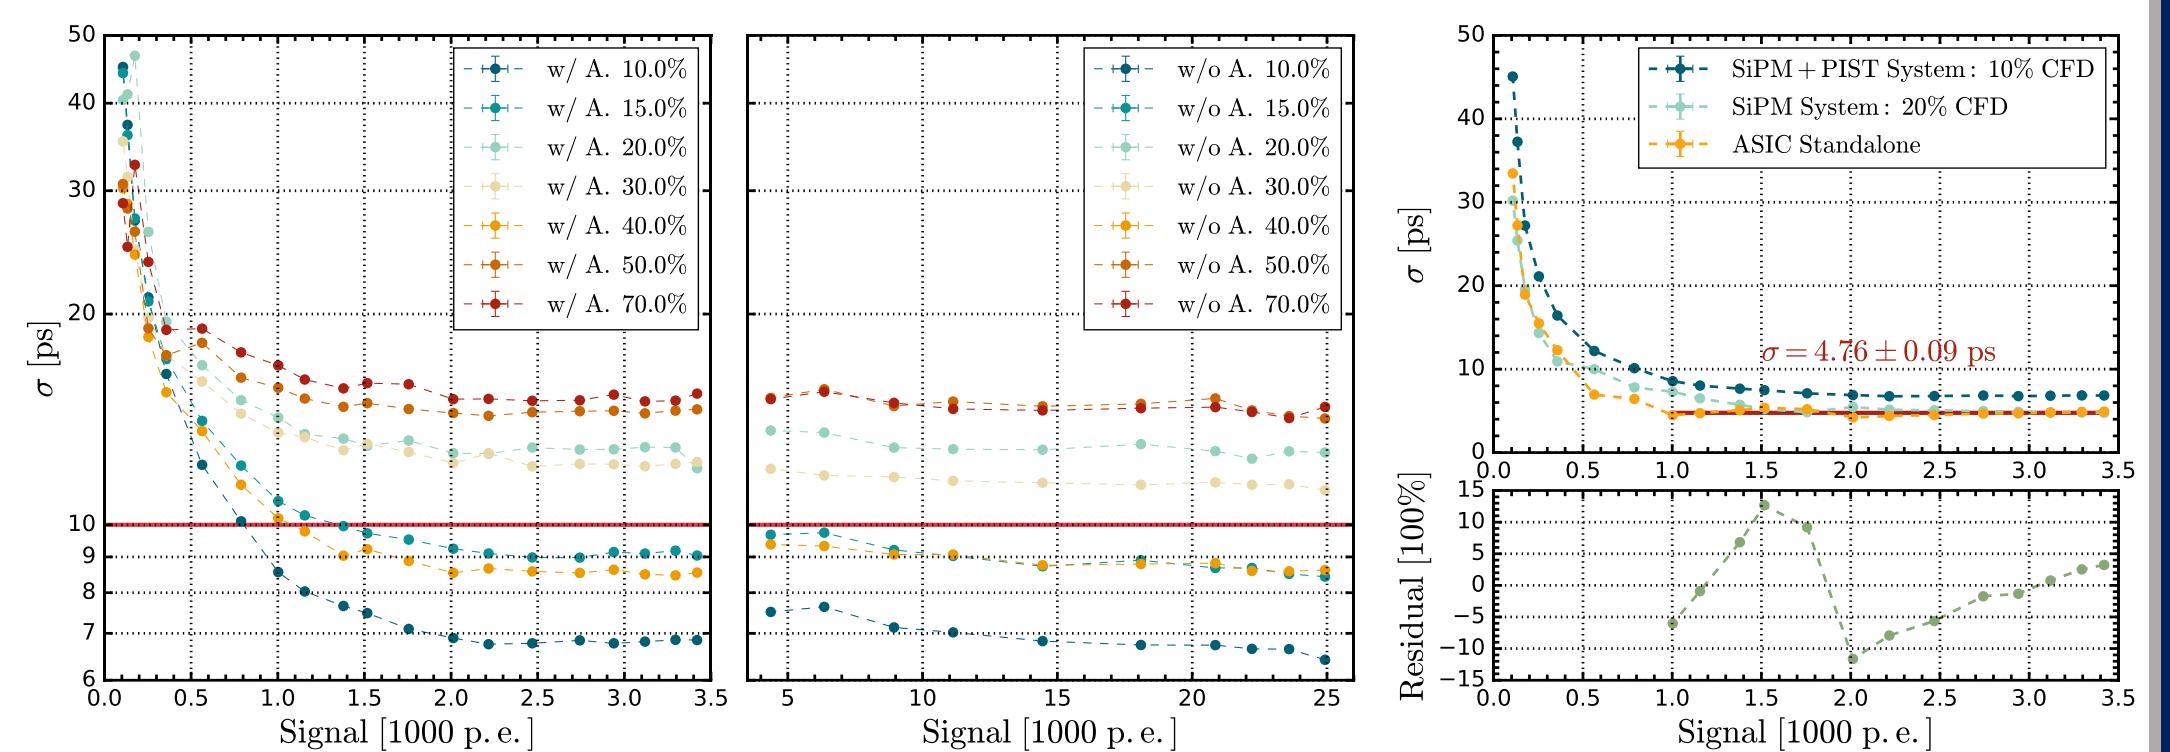 50
40
30
20
10
9
8
7
6
σ [ps]
0.0 0.5 1.0 1.5 2.0 2.5 3.0 3.5
Signal [1000 p. e.]
w/ A. 10.0%
w/ A. 15.0%
w/ A. 20.0%
w/ A. 30.0%
w/ A. 40.0%
w/ A. 50.0%
w/ A. 70.0%
w/o A. 10.0%
w/o A. 15.0%
w/o A. 20.0%
w/o A. 30.0%
w/o A. 40.0%
w/o A. 50.0%
w/o A. 70.0%
5 10 15 20 25
Signal [1000 p. e.]
50
40
30
20
10
0
σ [ps]
SiPM + PIST System : 10% CFD
SiPM System : 20% CFD
ASIC Standalone
σ = 4.76 ± 0.09 ps
0.0 0.5 1.0 1.5 2.0 2.5 3.0 3.5
15
10
5
0
−5
−10
−15
Residual [100%]
0.0 0.5 1.0 1.5 2.0 2.5 3.0 3.5
Signal [1000 p. e.]